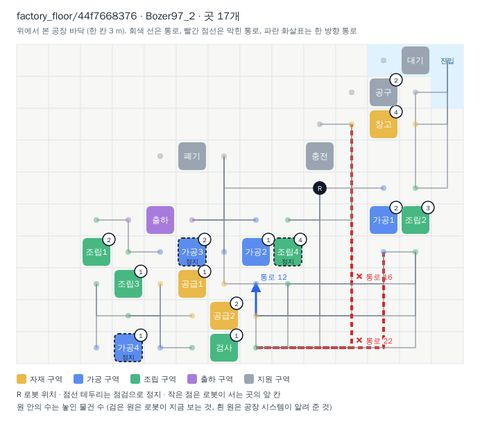 factory_floor/44f7668376 · Bozer97_2 · 곳 17개
위에서 본 공장 바닥 (한 칸 3 m). 회색 선은 통로, 빨간 점선은 막힌 통로, 파란 화살표는 한 방향 통로
대기
진입
공구 2
창고 4
폐기
충전
R
출하
가공1 2
조립2 3
조립1 2
가공3 2
정지
가공2 1
조립4 4
정지
통로 12
× 통로 16
조립3 1
공급1 1
공급2 2
× 통로 22
가공4 1
정지
검사 1
자재 구역
가공 구역
조립 구역
출하 구역
지원 구역
R 로봇 위치 · 점선 테두리는 점검으로 정지 · 작은 점은 로봇이 서는 곳의 앞 칸
원 안의 수는 놓인 물건 수 (검은 원은 로봇이 지금 보는 것, 흰 원은 공장 시스템이 알려 준 것)